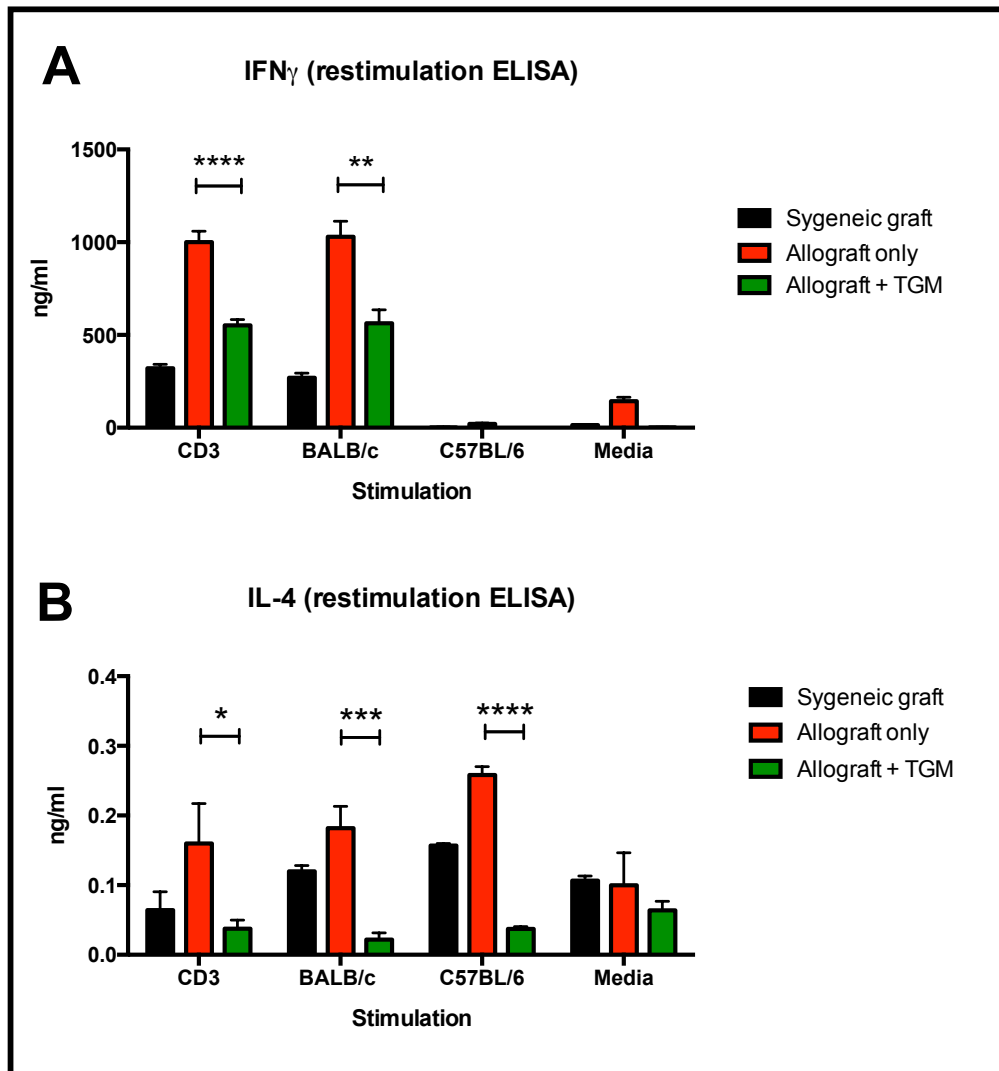 A
IFNγ (restimulation ELISA)
1500
1000
500
0
ng/ml
****
**
CD3
BALB/c
C57BL/6
Media
Stimulation
Sygeneic graft
Allograft only
Allograft + TGM
B
IL-4 (restimulation ELISA)
0.4
0.3
0.2
0.1
0.0
ng/ml
*
***
****
CD3
BALB/c
C57BL/6
Media
Stimulation
Sygeneic graft
Allograft only
Allograft + TGM